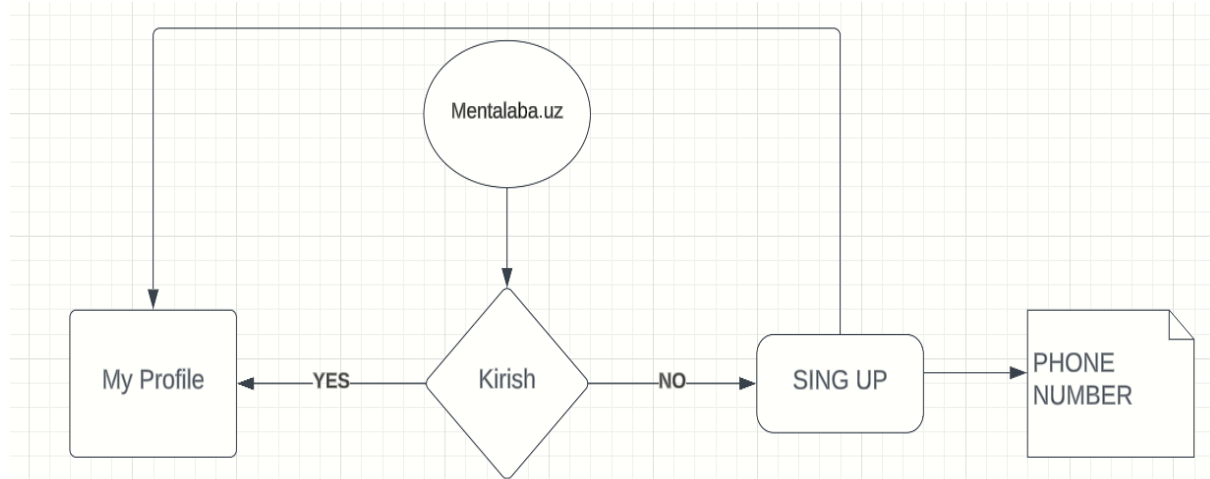 Mentalaba.uz
My Profile
YES
Kirish
NO
SING UP
PHONE
NUMBER